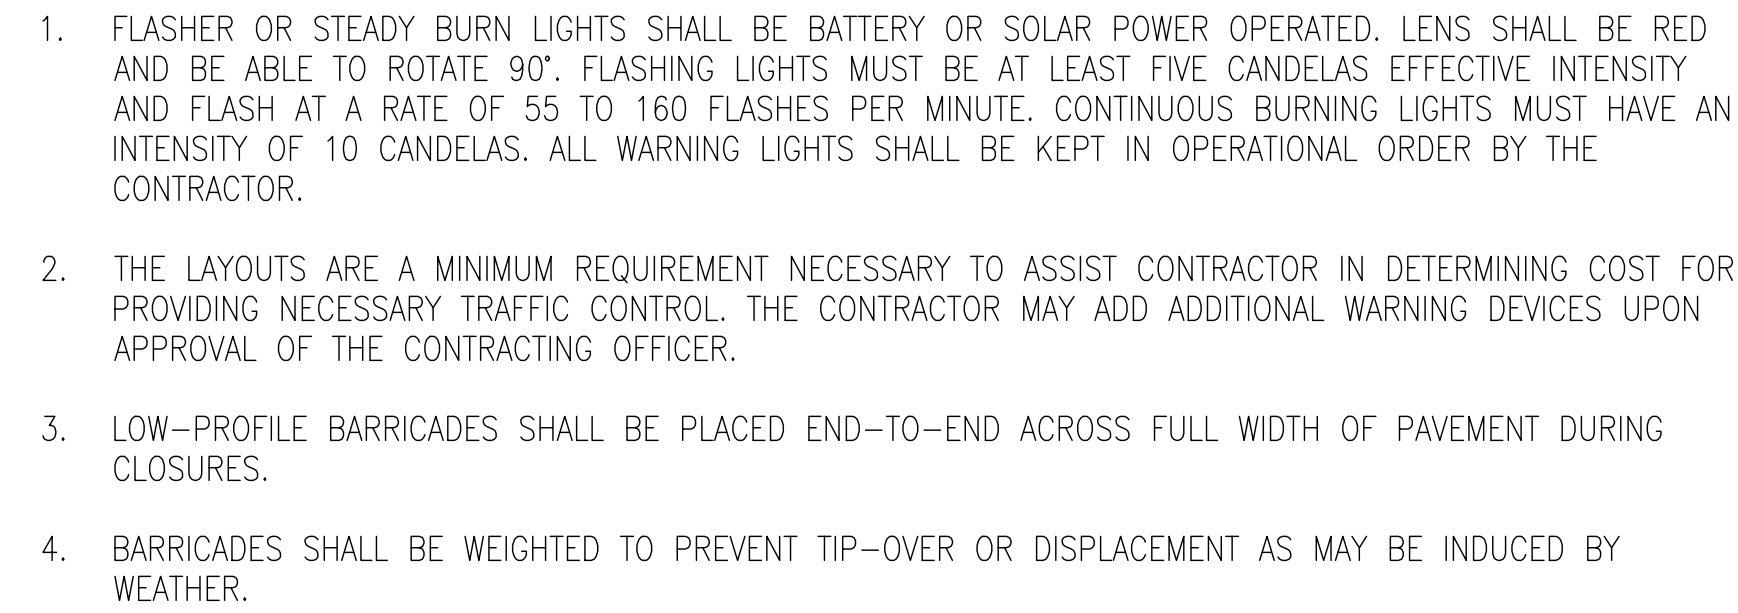 1. FLASHER OR STEADY BURN LIGHTS SHALL BE BATTERY OR SOLAR POWER OPERATED. LENS SHALL BE RED
AND BE ABLE TO ROTATE 90°. FLASHING LIGHTS MUST BE AT LEAST FIVE CANDELAS EFFECTIVE INTENSITY
AND FLASH AT A RATE OF 55 TO 160 FLASHES PER MINUTE. CONTINUOUS BURNING LIGHTS MUST HAVE AN
INTENSITY OF 10 CANDELAS. ALL WARNING LIGHTS SHALL BE KEPT IN OPERATIONAL ORDER BY THE
CONTRACTOR.
2. THE LAYOUTS ARE A MINIMUM REQUIREMENT NECESSARY TO ASSIST CONTRACTOR IN DETERMINING COST FOR
PROVIDING NECESSARY TRAFFIC CONTROL. THE CONTRACTOR MAY ADD ADDITIONAL WARNING DEVICES UPON
APPROVAL OF THE CONTRACTING OFFICER.
3. LOW-PROFILE BARRICADES SHALL BE PLACED END-TO-END ACROSS FULL WIDTH OF PAVEMENT DURING
CLOSURES.
4. BARRICADES SHALL BE WEIGHTED TO PREVENT TIP-OVER OR DISPLACEMENT AS MAY BE INDUCED BY
WEATHER.